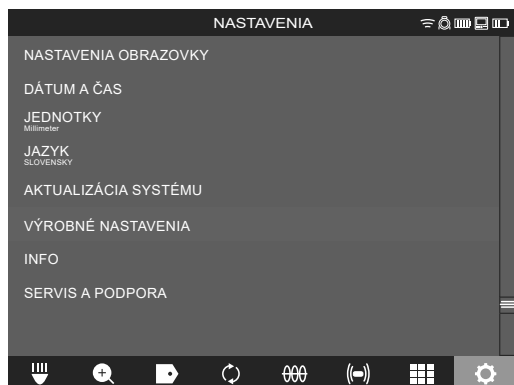 NASTAVENIA
NASTAVENIA OBRAZOVKY
DÁTUM A ČAS
JEDNOTKY
Millimeter
JAZYK
SLOVENSKY
AKTUALIZÁCIA SYSTÉMU
VÝROBNÉ NASTAVENIA
INFO
SERVIS A PODPORA